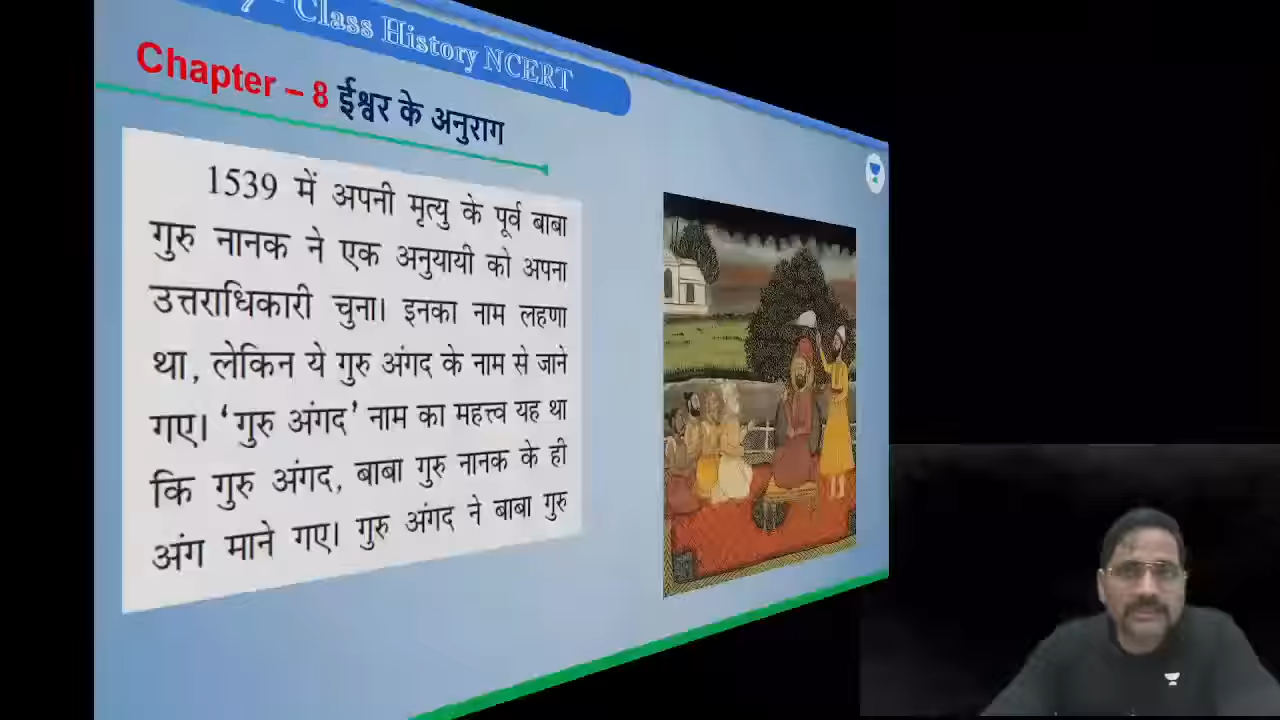 Class History NCERT
Chapter – 8 ईश्वर के अनुराग
1539 में अपनी मृत्यु के पूर्व बाबा
गुरु नानक ने एक अनुयायी को अपना
उत्तराधिकारी चुना। इनका नाम लहणा
था, लेकिन ये गुरु अंगद के नाम से जाने
गए। ‘गुरु अंगद’ नाम का महत्त्व यह था
कि गुरु अंगद, बाबा गुरु नानक के ही
अंग माने गए। गुरु अंगद ने बाबा गुरु